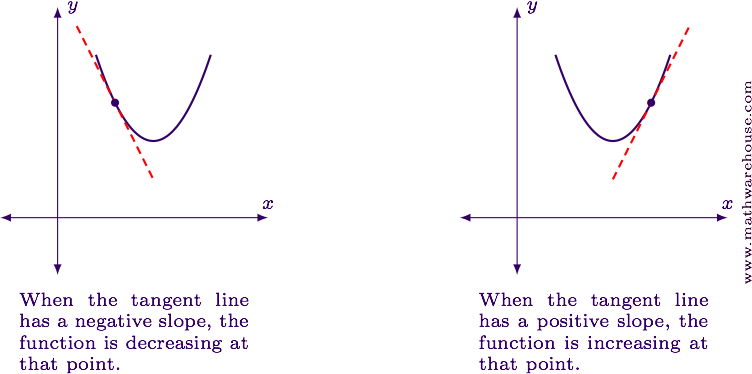 y
x
When the tangent line
has a negative slope, the
function is decreasing at
that point.
y
x
When the tangent line
has a positive slope, the
function is increasing at
that point.
www.mathwarehouse.com